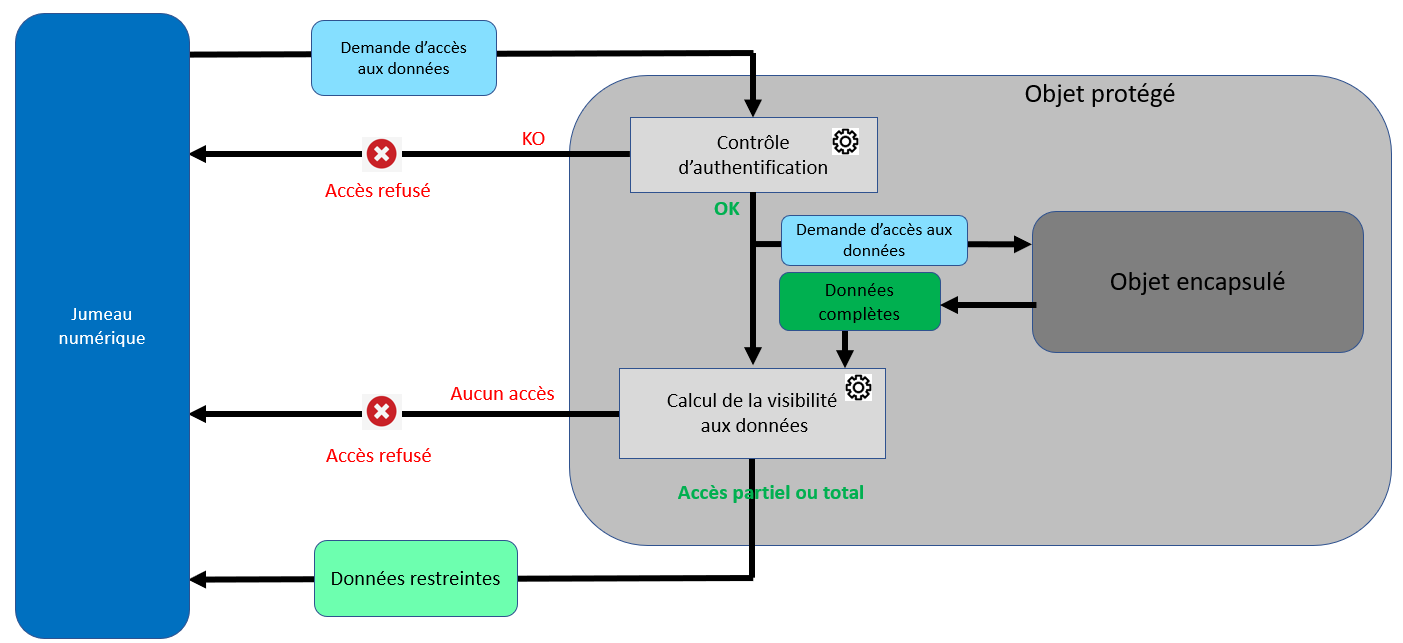 Demande d’accès
aux données
Objet protégé
KO
Accès refusé
Contrôle
d’authentification
OK
Demande d’accès aux
données
Objet encapsulé
Données
complètes
Jumeau
numérique
Aucun accès
Accès refusé
Calcul de la visibilité
aux données
Accès partiel ou total
Données restreintes